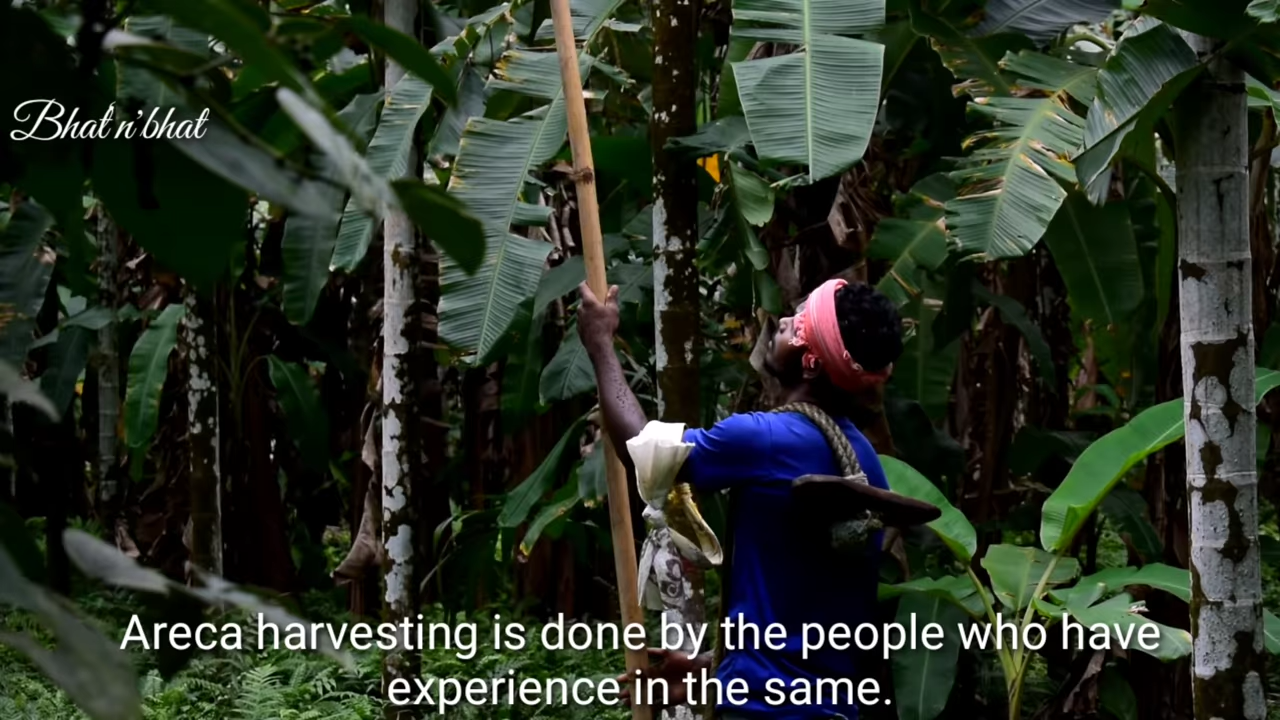 Bhat n'bhat
Areca harvesting is done by the people who have
experience in the same.